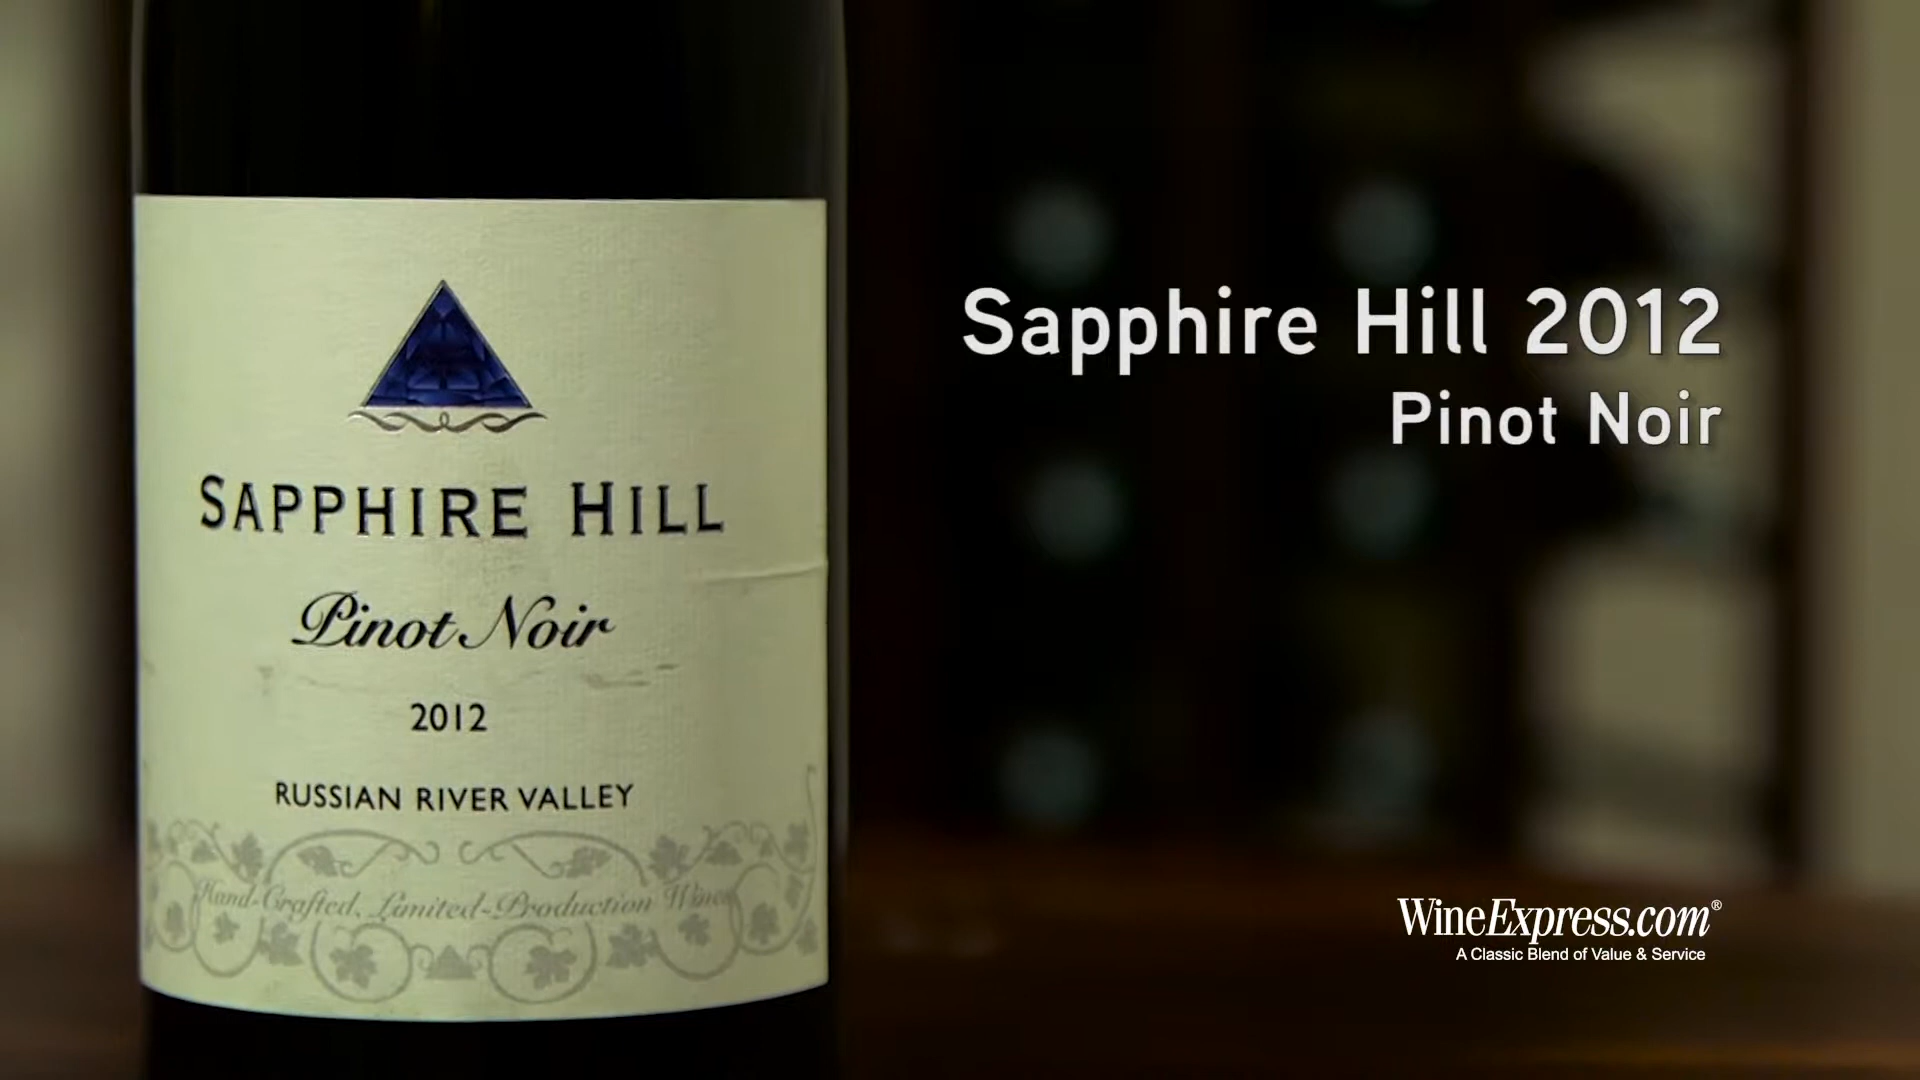 SAPPHIRE HILL
Pinot Noir
2012
RUSSIAN RIVER VALLEY
Hand-Crafted, Limited-Production Wines
Sapphire Hill 2012
Pinot Noir
WineExpress.com®
A Classic Blend of Value & Service